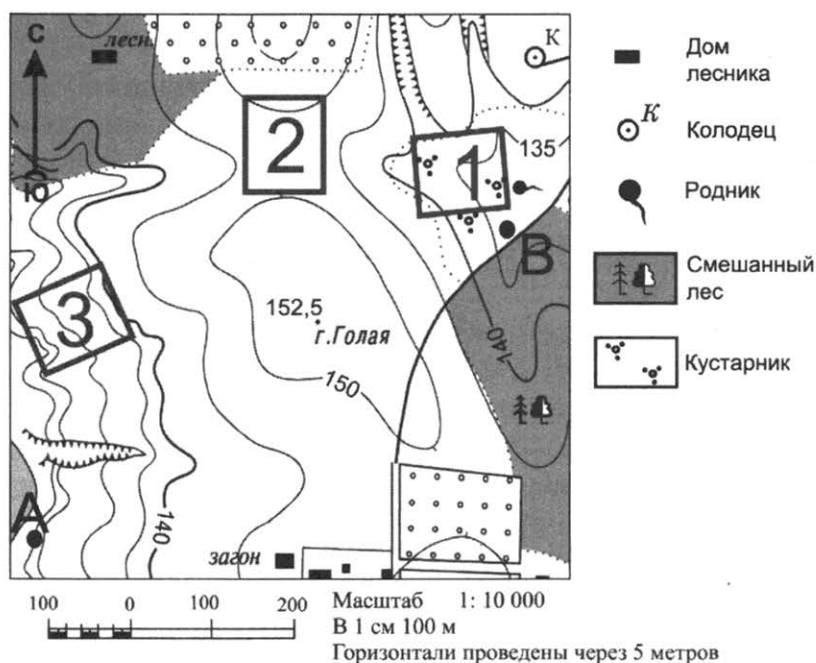 С
лесн.
Ю
2
1
3
К
135
В
152,5
г.Голая
150
140
140
А
загон
Дом
лесника
К
Колодец
Родник
Смешанный
лес
Кустарник
100 0 100 200
Масштаб 1: 10 000
В 1 см 100 м
Горизонтали проведены через 5 метров